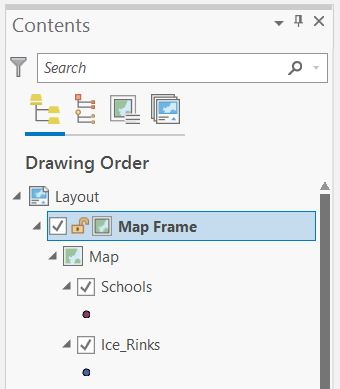 Contents
Search
Drawing Order
Layout
Map Frame
Map
Schools
Ice_Rinks